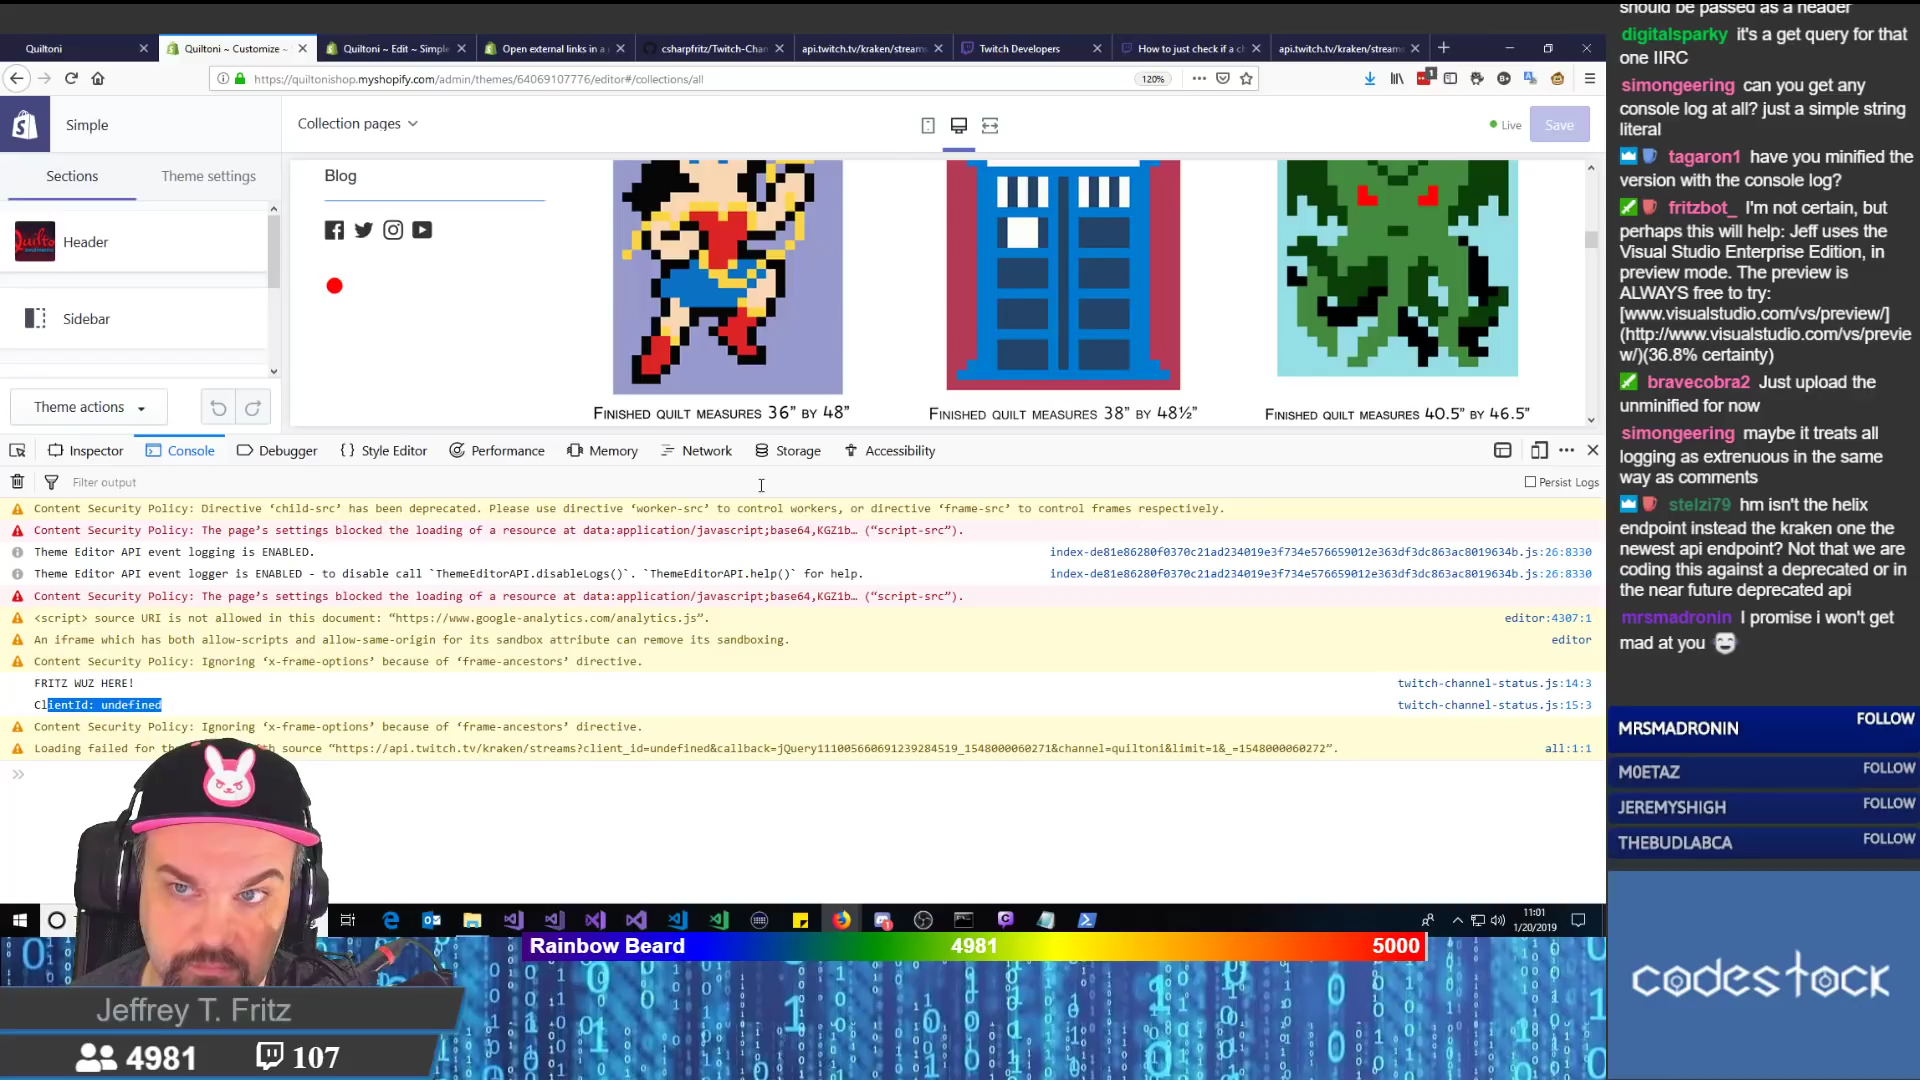 Quiltoni
Quiltoni ~ Customize ~
Quiltoni ~ Edit ~ Simple
Open external links in a
csharpfritz/Twitch-Chan
api.twitch.tv/kraken/stream
Twitch Developers
How to just check if a c
api.twitch.tv/kraken/stream
https://quiltonishop.myshopify.com/admin/themes/64069107776/editor#/collections/all
120%
Simple
Collection pages
Live
Save
Sections
Theme settings
Header
Sidebar
Theme actions
Blog
Finished quilt measures 36" by 48"
Finished quilt measures 38" by 48½"
Finished quilt measures 40.5" by 46.5"
Inspector
Console
Debugger
Style Editor
Performance
Memory
Network
Storage
Accessibility
Filter output
Persist Logs
Content Security Policy: Directive ‘child-src’ has been deprecated. Please use directive ‘worker-src’ to control workers, or directive ‘frame-src’ to control frames respectively.
Content Security Policy: The page’s settings blocked the loading of a resource at data:application/javascript;base64,KGZ1b… (“script-src”).
Theme Editor API event logging is ENABLED. index-de81e86280f0370c21ad234019e3f734e576659012e363df3dc863ac8019634b.js:26:8330
Theme Editor API event logger is ENABLED - to disable call `ThemeEditorAPI.disableLogs()`. `ThemeEditorAPI.help()` for help. index-de81e86280f0370c21ad234019e3f734e576659012e363df3dc863ac8019634b.js:26:8330
Content Security Policy: The page’s settings blocked the loading of a resource at data:application/javascript;base64,KGZ1b… (“script-src”).
<script> source URI is not allowed in this document: “https://www.google-analytics.com/analytics.js”. editor:4307:1
An iframe which has both allow-scripts and allow-same-origin for its sandbox attribute can remove its sandboxing. editor
Content Security Policy: Ignoring ‘x-frame-options’ because of ‘frame-ancestors’ directive.
FRITZ WUZ HERE! twitch-channel-status.js:14:3
ClientId: undefined twitch-channel-status.js:15:3
Content Security Policy: Ignoring ‘x-frame-options’ because of ‘frame-ancestors’ directive.
Loading failed for the source “https://api.twitch.tv/kraken/streams?client_id=undefined&callback=jQuery111005660691239284519_1548000060271&channel=quiltoni&limit=1&_=1548000060272”. all:1:1
11:01
1/20/2019
Rainbow Beard
4981
5000
Jeffrey T. Fritz
4981
107
should be passed as a header
digitalsparky it's a get query for that
one IIRC
simongeering can you get any
console log at all? just a simple string
literal
tagaron1 have you minified the
version with the console log?
fritzbot_ I'm not certain, but
perhaps this will help: Jeff uses the
Visual Studio Enterprise Edition, in
preview mode. The preview is
ALWAYS free to try:
[www.visualstudio.com/vs/preview/]
(http://www.visualstudio.com/vs/previe
w/)(36.8% certainty)
bravecobra2 Just upload the
unminified for now
simongeering maybe it treats all
logging as extrenuous in the same
way as comments
stelzi79 hm isn't the helix
endpoint instead the kraken one the
newest api endpoint? Not that we are
coding this against a deprecated or in
the near future deprecated api
mrsmadronin I promise i won't get
mad at you
MRSMADRONIN FOLLOW
M0ETAZ FOLLOW
JEREMYSHIGH FOLLOW
THEBUDLABCA FOLLOW
codestock